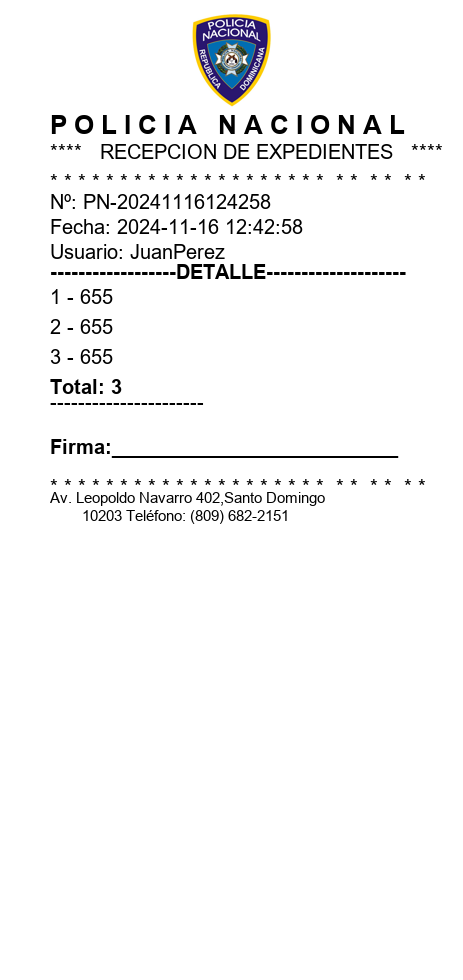 POLICIA
NACIONAL
REPUBLICA
DOMINICANA
POLICIA NACIONAL
**** RECEPCION DE EXPEDIENTES ****
* * * * * * * * * * * * * * * * * * * * * * * * * *
Nº: PN-20241116124258
Fecha: 2024-11-16 12:42:58
Usuario: JuanPerez
------------------DETALLE--------------------
1 - 655
2 - 655
3 - 655
Total: 3
----------------------
Firma:__________________________
* * * * * * * * * * * * * * * * * * * * * * * * * *
Av. Leopoldo Navarro 402,Santo Domingo
10203 Teléfono: (809) 682-2151